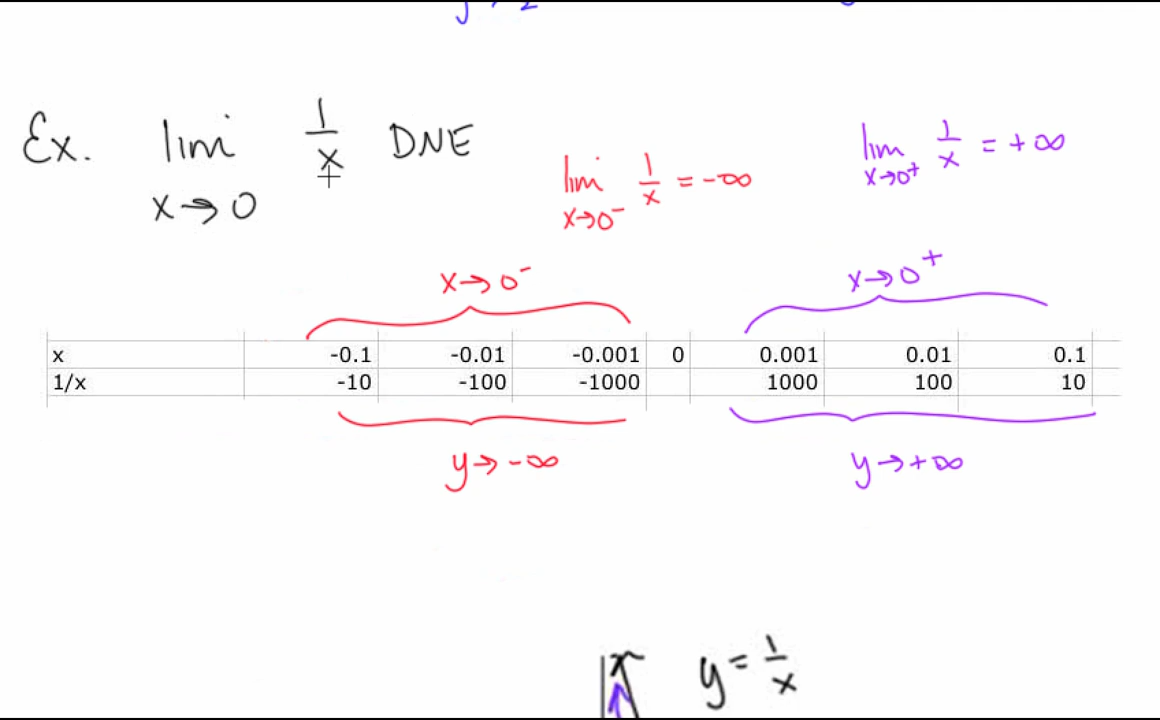 Ex. lim x→0 1/x DNE
lim x→0⁻ 1/x = -∞
lim x→0⁺ 1/x = +∞
x→0⁻
x→0⁺
x -0.1 -0.01 -0.001 0 0.001 0.01 0.1
1/x -10 -100 -1000 1000 100 10
y→-∞
y→+∞
y = 1/x